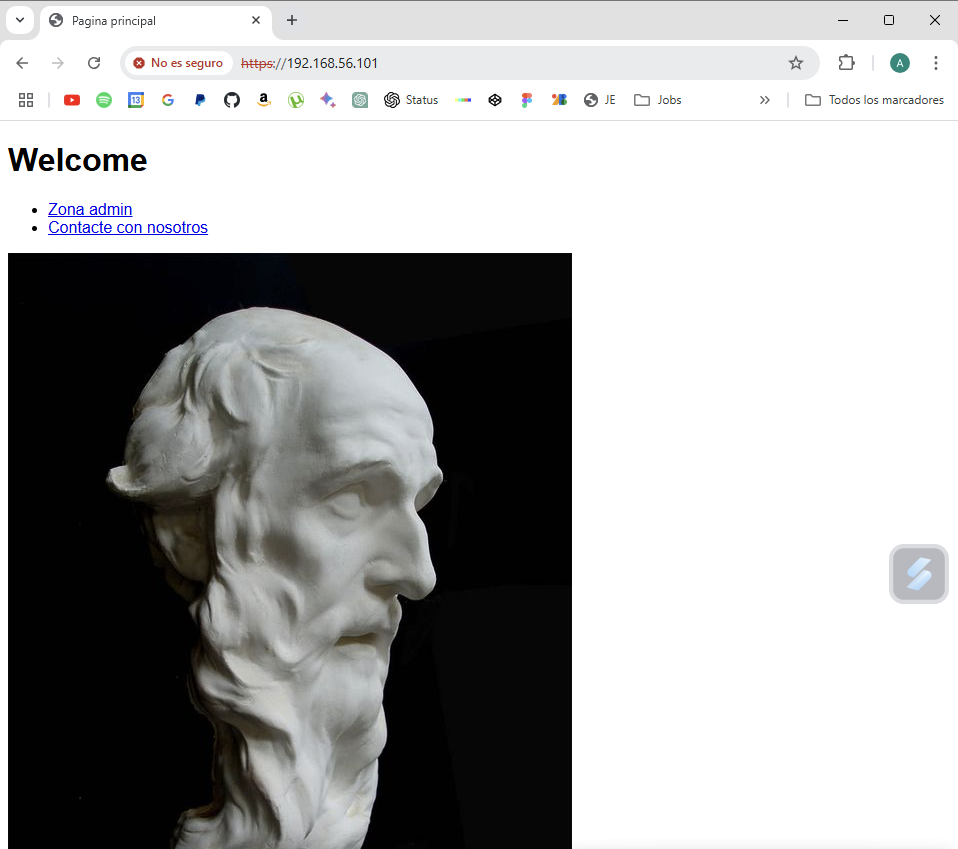 Pagina principal
No es seguro https://192.168.56.101 A
13 G a Status JE Jobs Todos los marcadores
Welcome
Zona admin
Contacte con nosotros